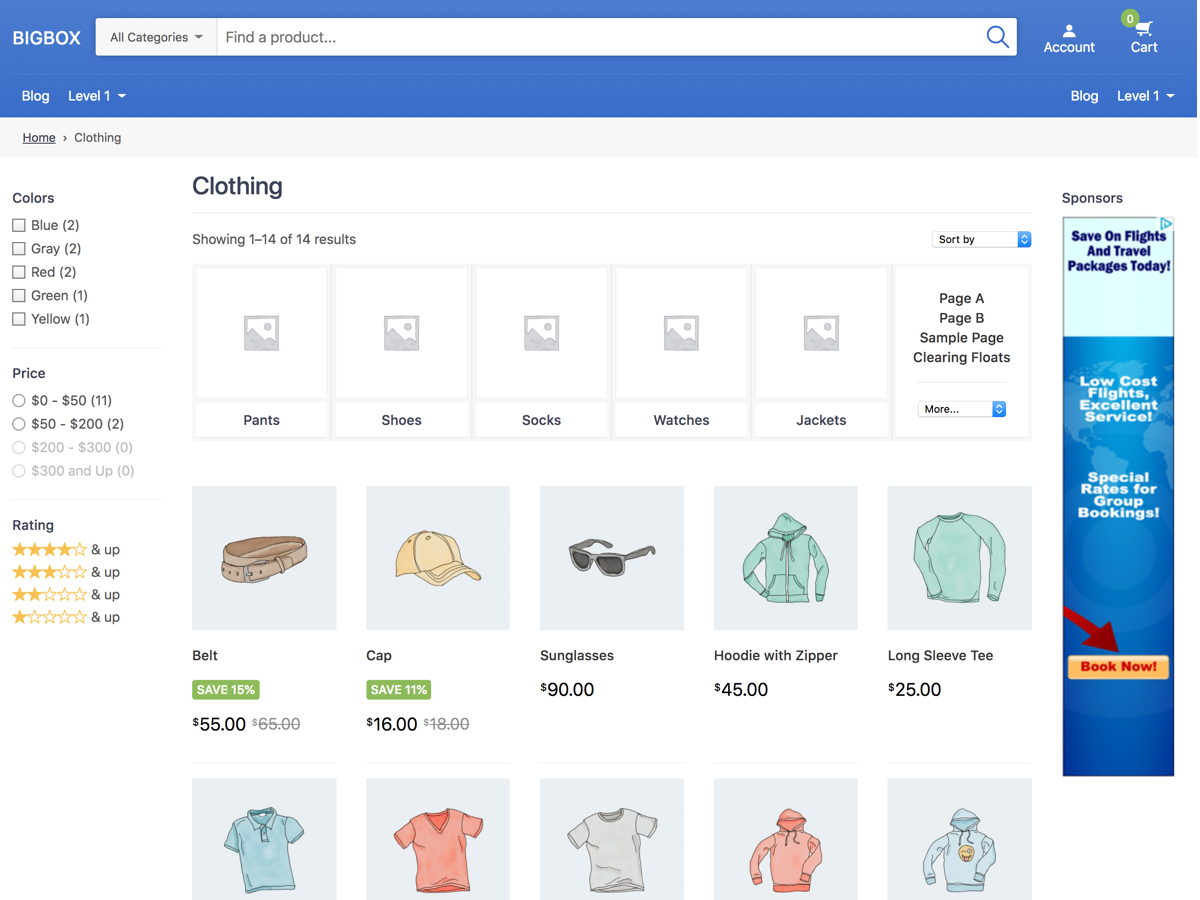 BIGBOX
All Categories
Find a product...
Account
0
Cart
Blog
Level 1
Blog
Level 1
Home › Clothing
Colors
Blue (2)
Gray (2)
Red (2)
Green (1)
Yellow (1)
Price
$0 - $50 (11)
$50 - $200 (2)
$200 - $300 (0)
$300 and Up (0)
Rating
& up
& up
& up
& up
Clothing
Showing 1–14 of 14 results
Sort by
Pants
Shoes
Socks
Watches
Jackets
Page A
Page B
Sample Page
Clearing Floats
More...
Belt
SAVE 15%
$55.00 $65.00
Cap
SAVE 11%
$16.00 $18.00
Sunglasses
$90.00
Hoodie with Zipper
$45.00
Long Sleeve Tee
$25.00
Sponsors
Save On Flights
And Travel
Packages Today!
Low Cost
Flights,
Excellent
Service!
Special
Rates for
Group
Bookings!
Book Now!